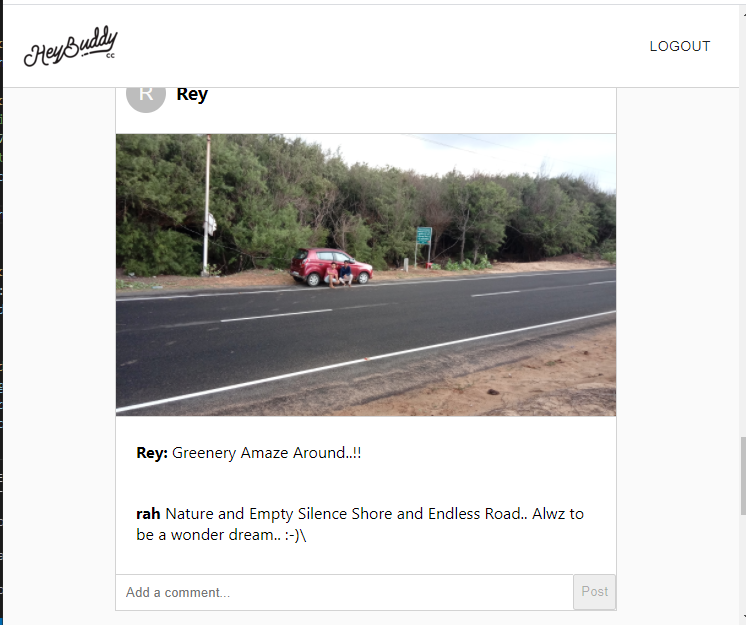 HeyBuddy
cc
LOGOUT
R
Rey
Rey: Greenery Amaze Around..!!
rah Nature and Empty Silence Shore and Endless Road.. Alwz to
be a wonder dream.. :-)\
Add a comment...
Post